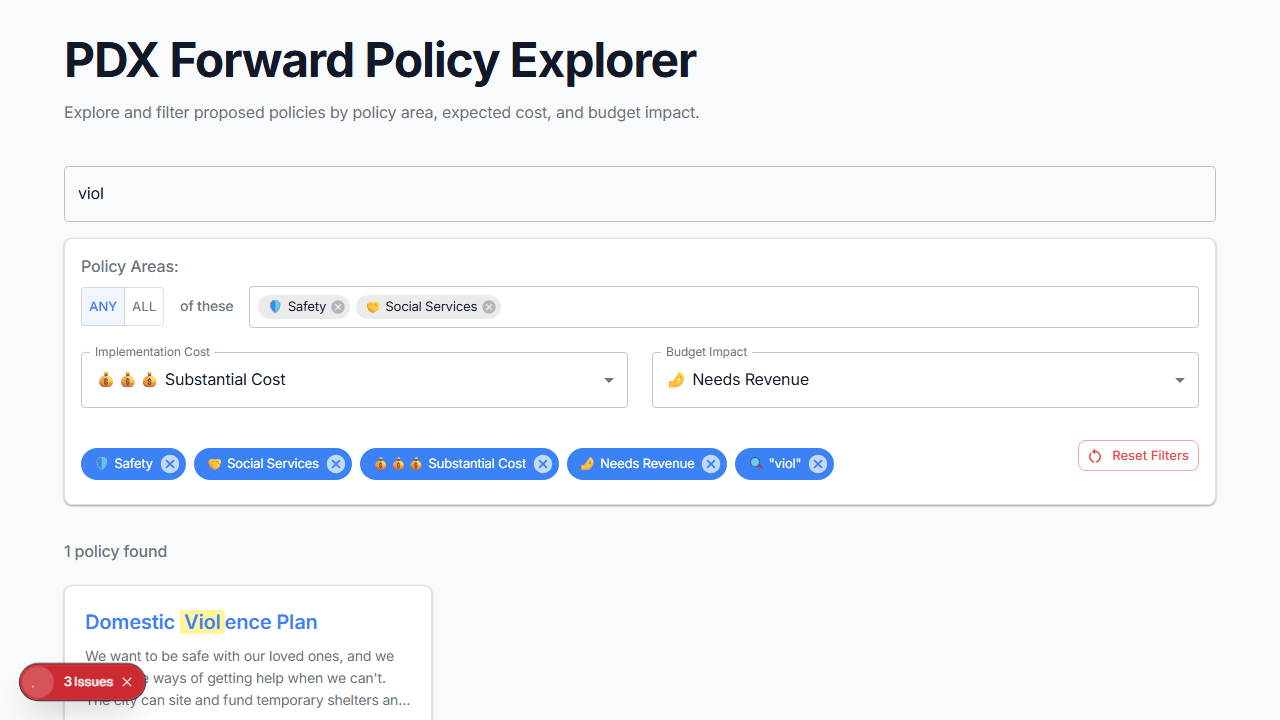 PDX Forward Policy Explorer
Explore and filter proposed policies by policy area, expected cost, and budget impact.
viol
Policy Areas:
ANY ALL of these Safety Social Services
Implementation Cost
Substantial Cost
Budget Impact
Needs Revenue
Safety Social Services Substantial Cost Needs Revenue "viol" Reset Filters
1 policy found
Domestic Violence Plan
We want to be safe with our loved ones, and we
ways of getting help when we can't.
The city can site and fund temporary shelters an...
3 Issues